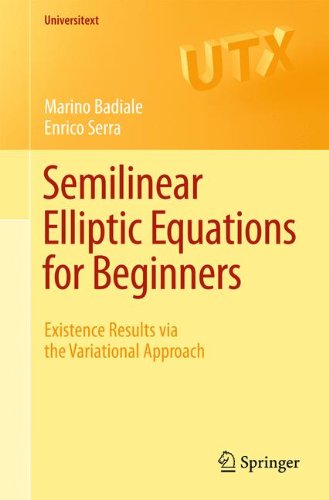 Universitext
UTX
Marino Badiale
Enrico Serra
Semilinear
Elliptic Equations
for Beginners
Existence Results via
the Variational Approach
Springer